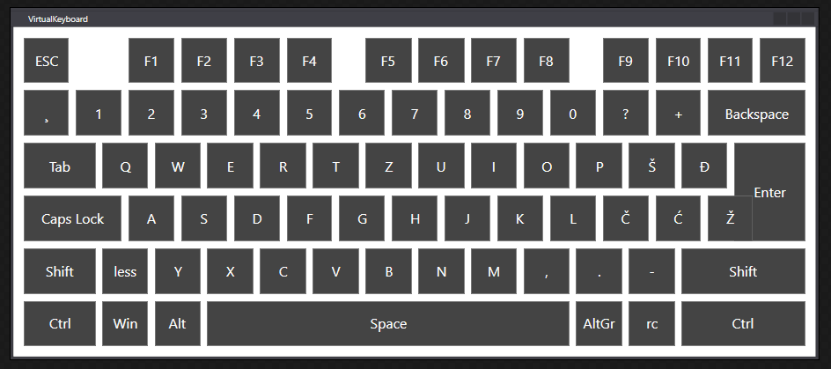 VirtualKeyboard
ESC F1 F2 F3 F4 F5 F6 F7 F8 F9 F10 F11 F12
¸ 1 2 3 4 5 6 7 8 9 0 ? + Backspace
Tab Q W E R T Z U I O P Š Đ Enter
Caps Lock A S D F G H J K L Č Ć Ž
Shift less Y X C V B N M , . - Shift
Ctrl Win Alt Space AltGr rc Ctrl